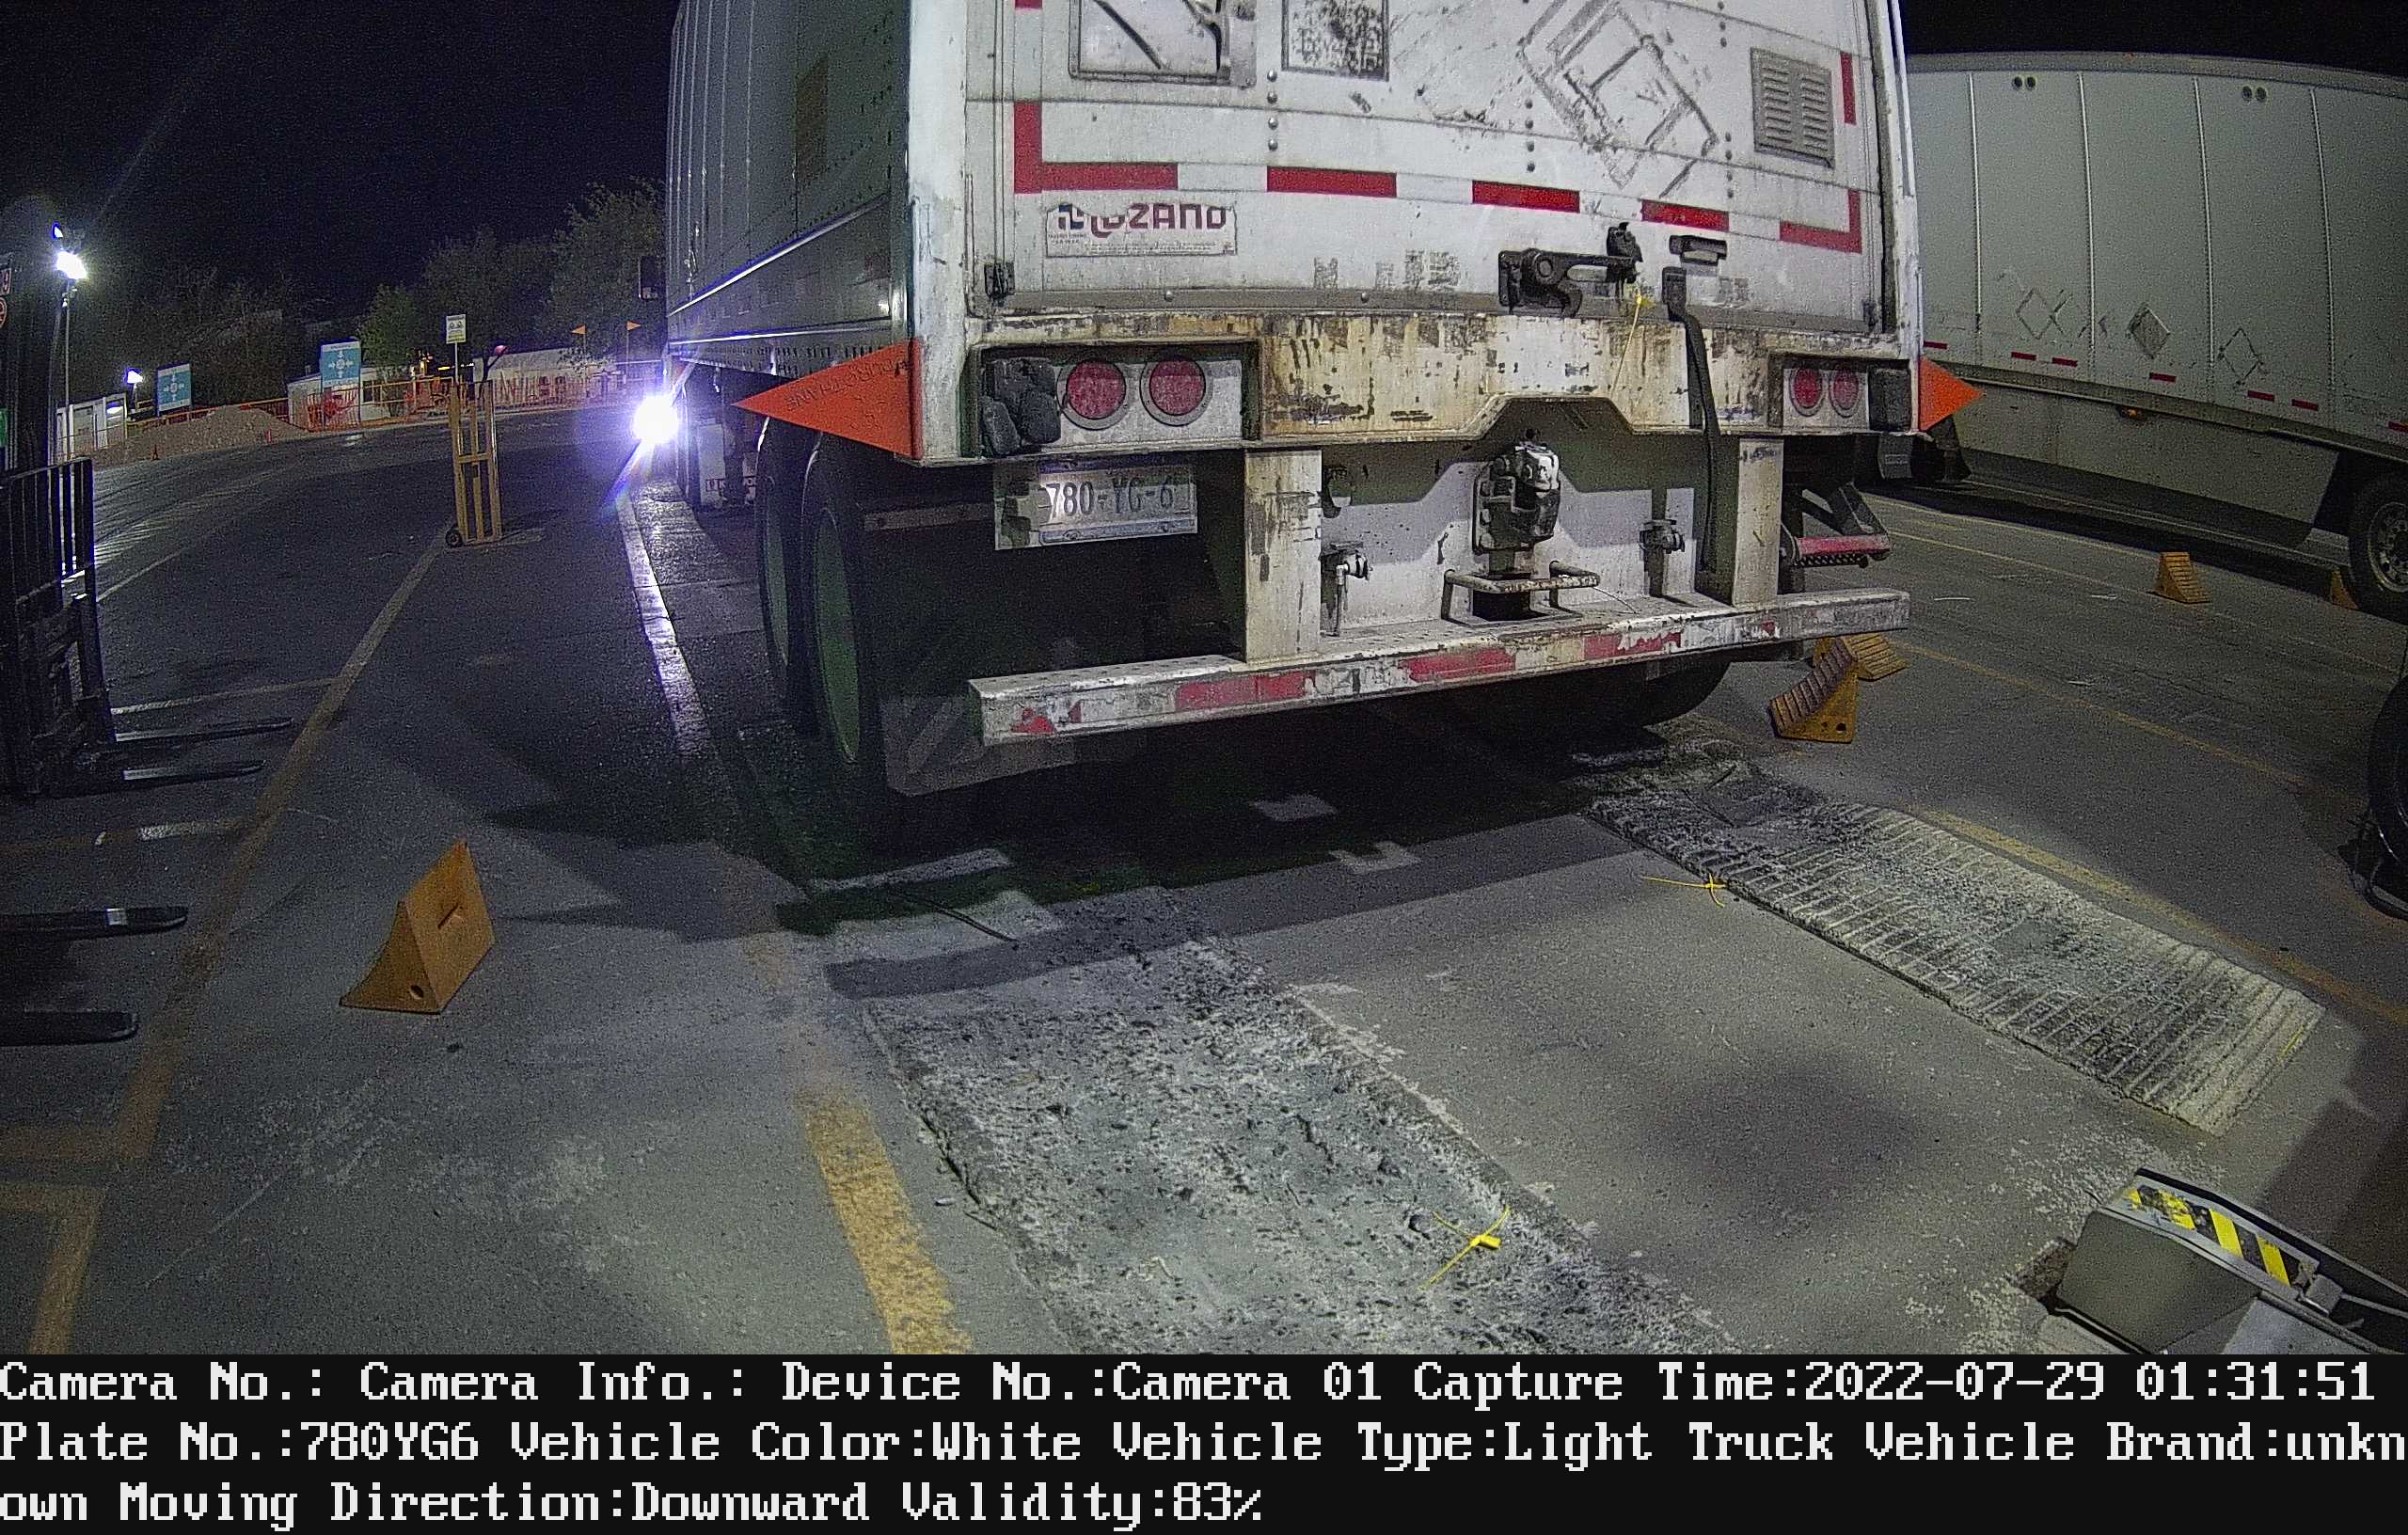 LOZANO
780-YG-6
Camera No.: Camera Info.: Device No.:Camera 01 Capture Time:2022-07-29 01:31:51
Plate No.:780YG6 Vehicle Color:White Vehicle Type:Light Truck Vehicle Brand:unkn
own Moving Direction:Downward Validity:83%